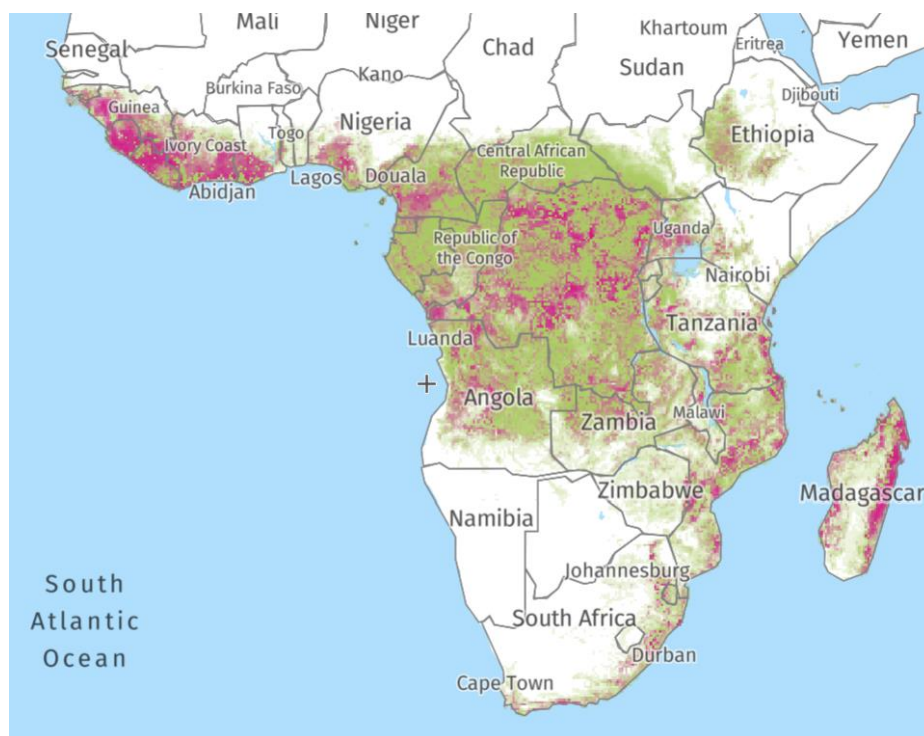 Mali
Niger
Khartoum
Senegal
Chad
Eritrea
Yemen
Kano
Sudan
Burkina Faso
Djibouti
Guinea
Nigeria
Togo
Ethiopia
Ivory Coast
Central African
Republic
Abidjan
Lagos
Douala
Uganda
Republic of
the Congo
Nairobi
Tanzania
Luanda
Angola
Malawi
Zambia
Zimbabwe
Madagascar
Namibia
Johannesburg
South
Atlantic
Ocean
South Africa
Durban
Cape Town